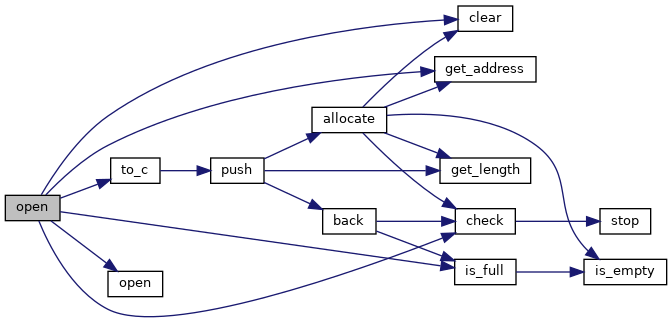 clear
get_address
allocate
to_c
push
get_length
open
back
check
stop
open
is_full
is_empty